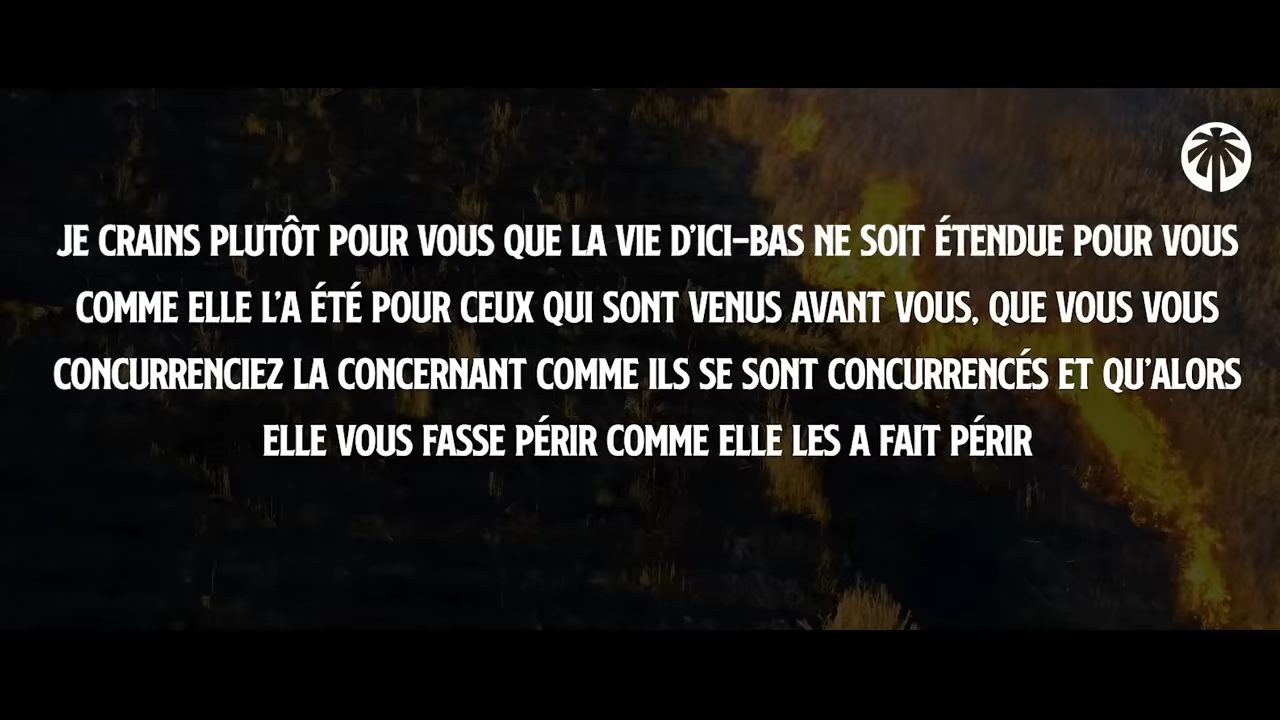 JE CRAINS PLUTÔT POUR VOUS QUE LA VIE D'ICI-BAS NE SOIT ÉTENDUE POUR VOUS
COMME ELLE L'A ÉTÉ POUR CEUX QUI SONT VENUS AVANT VOUS, QUE VOUS VOUS
CONCURRENCIEZ LA CONCERNANT COMME ILS SE SONT CONCURRENCÉS ET QU'ALORS
ELLE VOUS FASSE PÉRIR COMME ELLE LES A FAIT PÉRIR